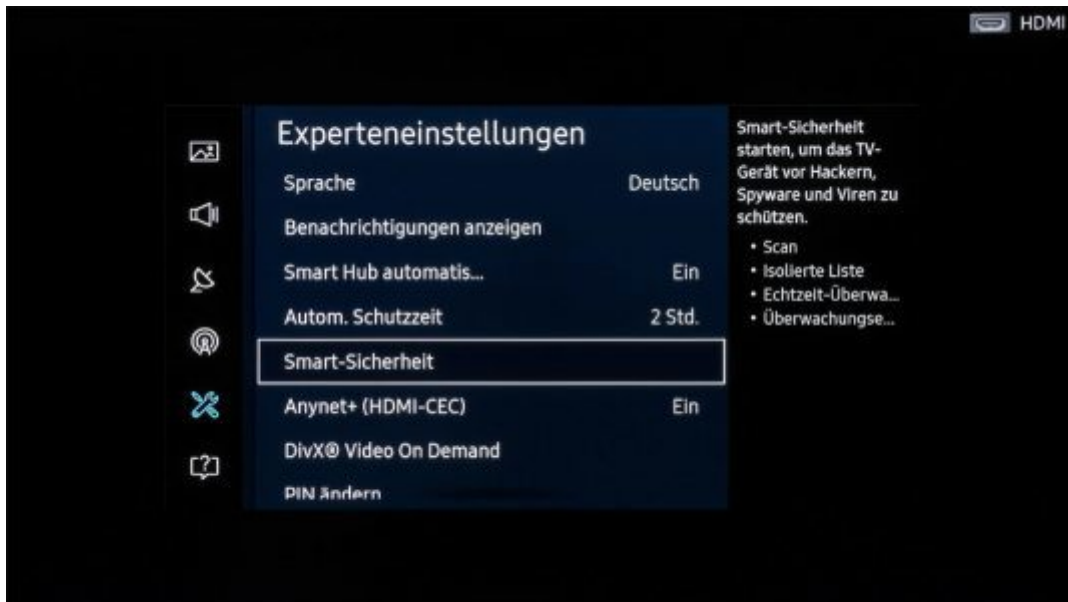 HDMI
Experteneinstellungen
Sprache Deutsch
Benachrichtigungen anzeigen
Smart Hub automatis... Ein
Autom. Schutzzeit 2 Std.
Smart-Sicherheit
Anynet+ (HDMI-CEC) Ein
DivX® Video On Demand
PIN ändern
Smart-Sicherheit
starten, um das TV-
Gerät vor Hackern,
Spyware und Viren zu
schützen.
• Scan
• Isolierte Liste
• Echtzeit-Überwa...
• Überwachungse...